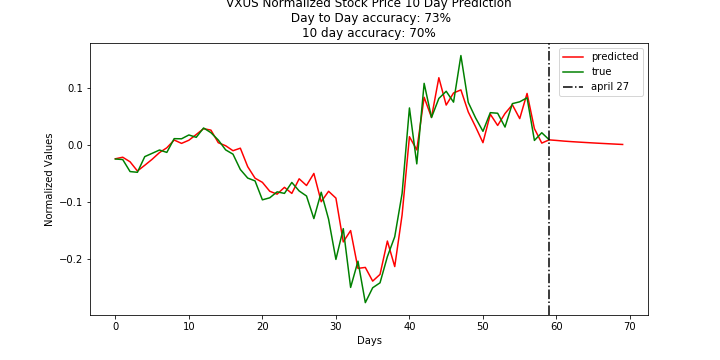 VXUS Normalized Stock Price 10 Day Prediction
Day to Day accuracy: 73%
10 day accuracy: 70%
predicted
true
april 27
Normalized Values
0.1
0.0
−0.1
−0.2
0 10 20 30 40 50 60 70
Days